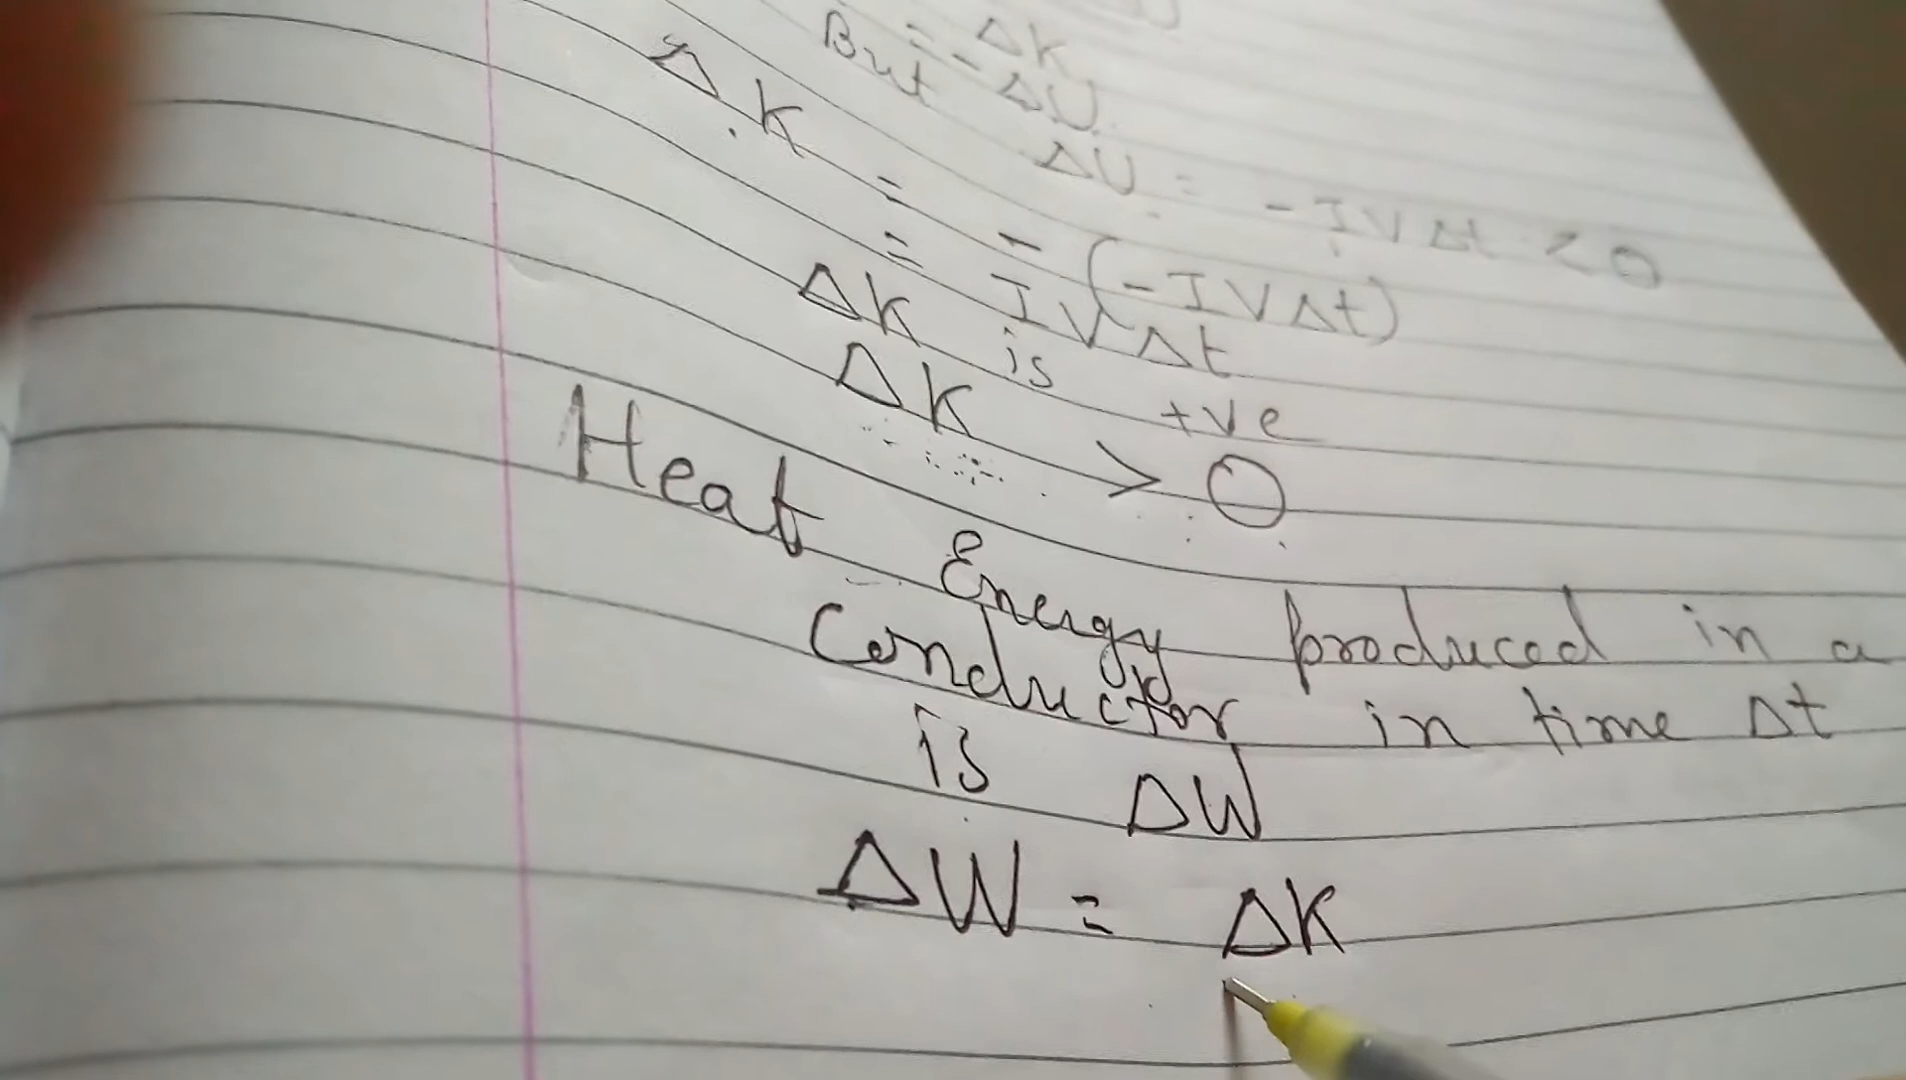 = ΔK
But = - ΔU
ΔU = - IVΔt < 0
ΔK = - (-IVΔt)
= IVΔt
ΔK is +ve
ΔK > 0
Heat Energy produced in a
Conductor in time Δt
is ΔW
ΔW = ΔK